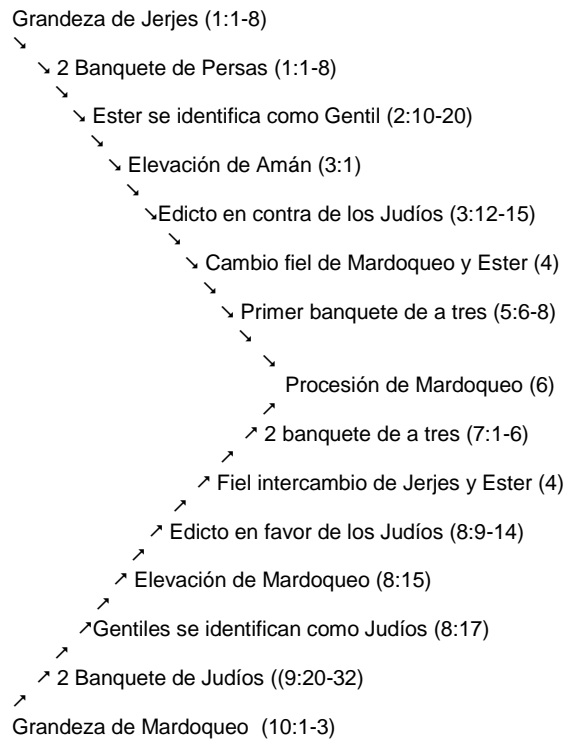 Grandeza de Jerjes (1:1-8)
2 Banquete de Persas (1:1-8)
Ester se identifica como Gentil (2:10-20)
Elevación de Amán (3:1)
Edicto en contra de los Judíos (3:12-15)
Cambio fiel de Mardoqueo y Ester (4)
Primer banquete de a tres (5:6-8)
Procesión de Mardoqueo (6)
2 banquete de a tres (7:1-6)
Fiel intercambio de Jerjes y Ester (4)
Edicto en favor de los Judíos (8:9-14)
Elevación de Mardoqueo (8:15)
Gentiles se identifican como Judíos (8:17)
2 Banquete de Judíos ((9:20-32)
Grandeza de Mardoqueo (10:1-3)